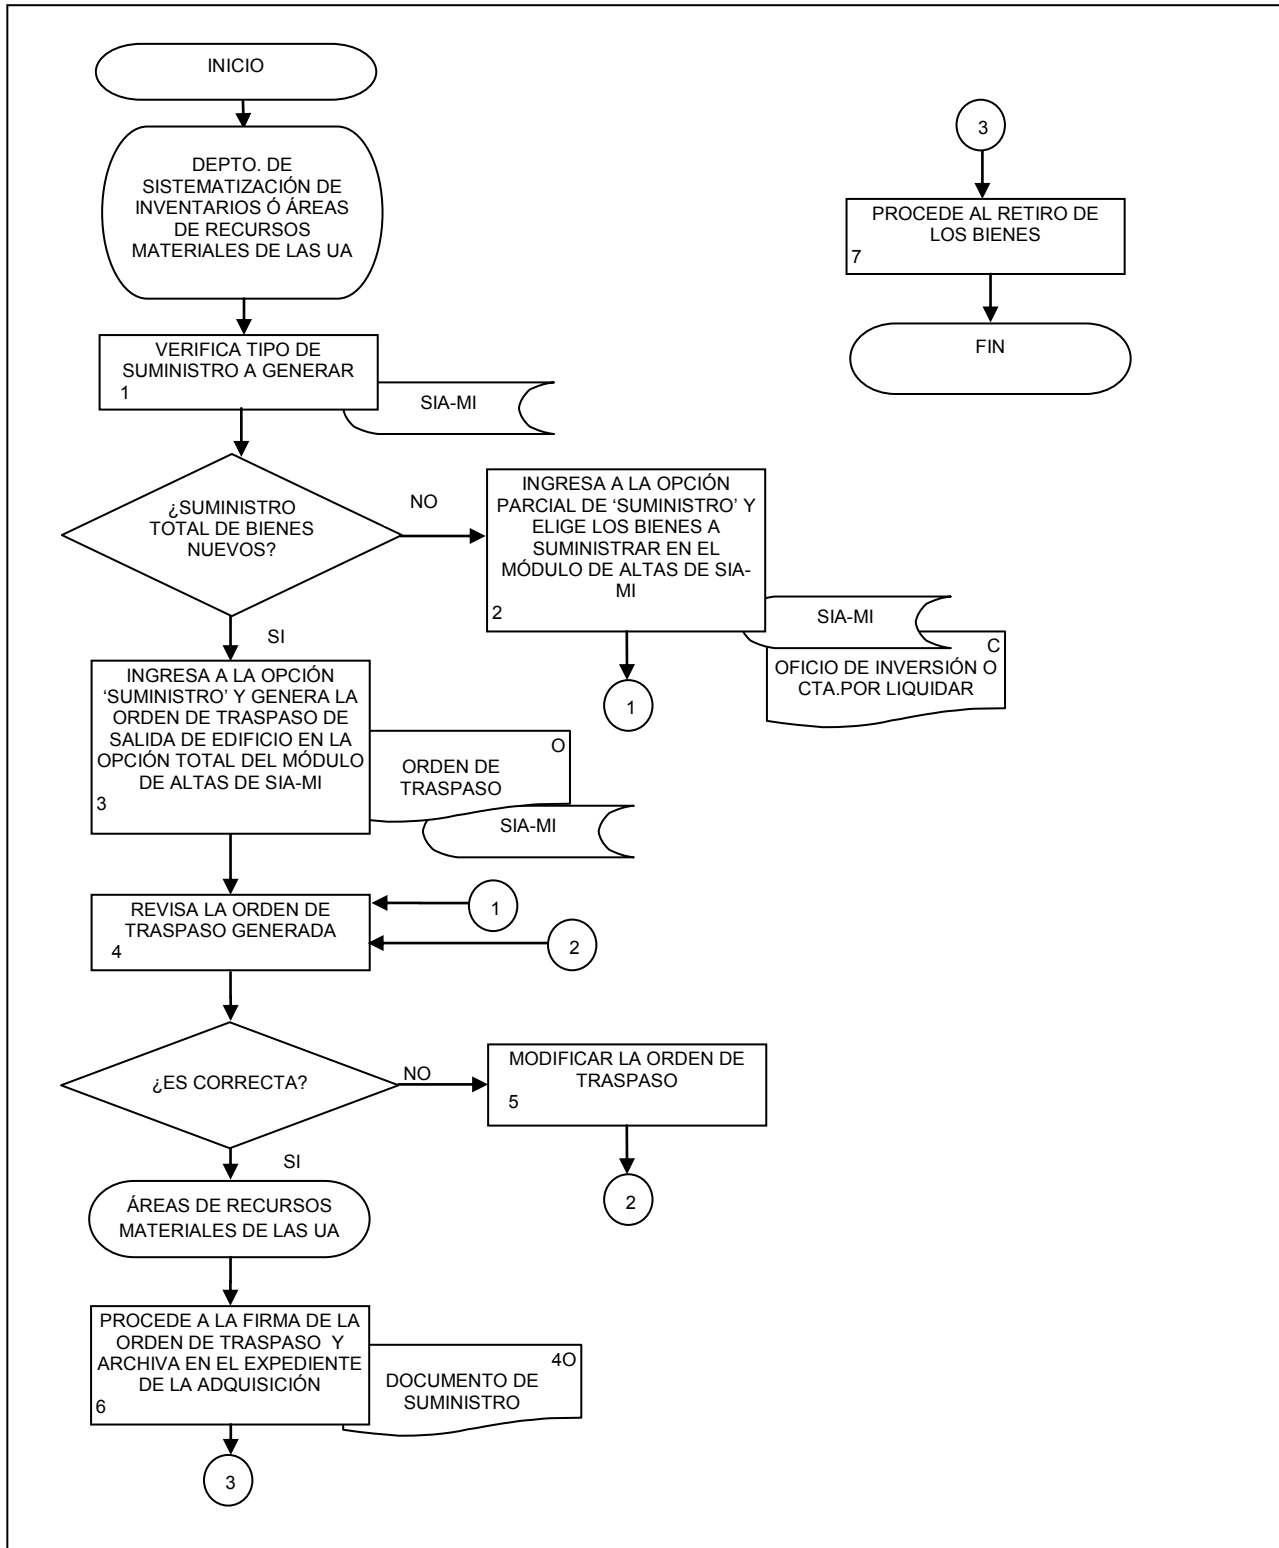 INICIO
DEPTO. DE
SISTEMATIZACIÓN DE
INVENTARIOS Ó ÁREAS
DE RECURSOS
MATERIALES DE LAS UA
VERIFICA TIPO DE
SUMINISTRO A GENERAR
1
SIA-MI
¿SUMINISTRO
TOTAL DE BIENES
NUEVOS?
NO
INGRESA A LA OPCIÓN
PARCIAL DE ‘SUMINISTRO’ Y
ELIGE LOS BIENES A
SUMINISTRAR EN EL
MÓDULO DE ALTAS DE SIA-
MI
2
SIA-MI
C
OFICIO DE INVERSIÓN O
CTA.POR LIQUIDAR
1
SI
INGRESA A LA OPCIÓN
‘SUMINISTRO’ Y GENERA LA
ORDEN DE TRASPASO DE
SALIDA DE EDIFICIO EN LA
OPCIÓN TOTAL DEL MÓDULO
DE ALTAS DE SIA-MI
3
O
ORDEN DE
TRASPASO
SIA-MI
REVISA LA ORDEN DE
TRASPASO GENERADA
4
1
2
¿ES CORRECTA?
NO
MODIFICAR LA ORDEN DE
TRASPASO
5
2
SI
ÁREAS DE RECURSOS
MATERIALES DE LAS UA
PROCEDE A LA FIRMA DE LA
ORDEN DE TRASPASO Y
ARCHIVA EN EL EXPEDIENTE
DE LA ADQUISICIÓN
6
4O
DOCUMENTO DE
SUMINISTRO
3
3
PROCEDE AL RETIRO DE
LOS BIENES
7
FIN